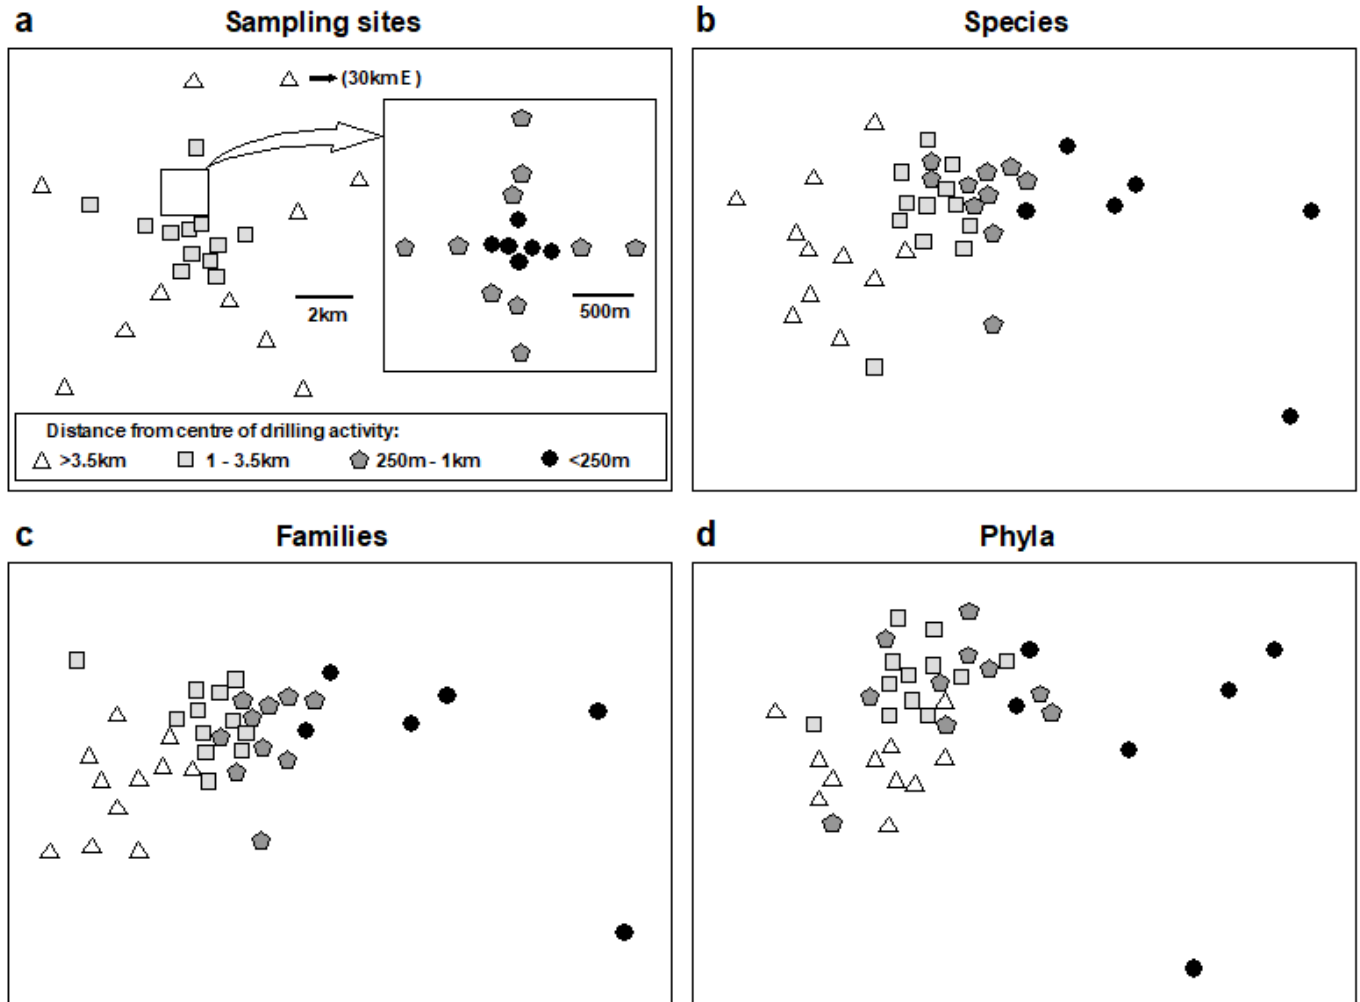 a Sampling sites
(30km E)
2km
500m
Distance from centre of drilling activity:
>3.5km 1 - 3.5km 250m - 1km <250m
b Species
c Families
d Phyla